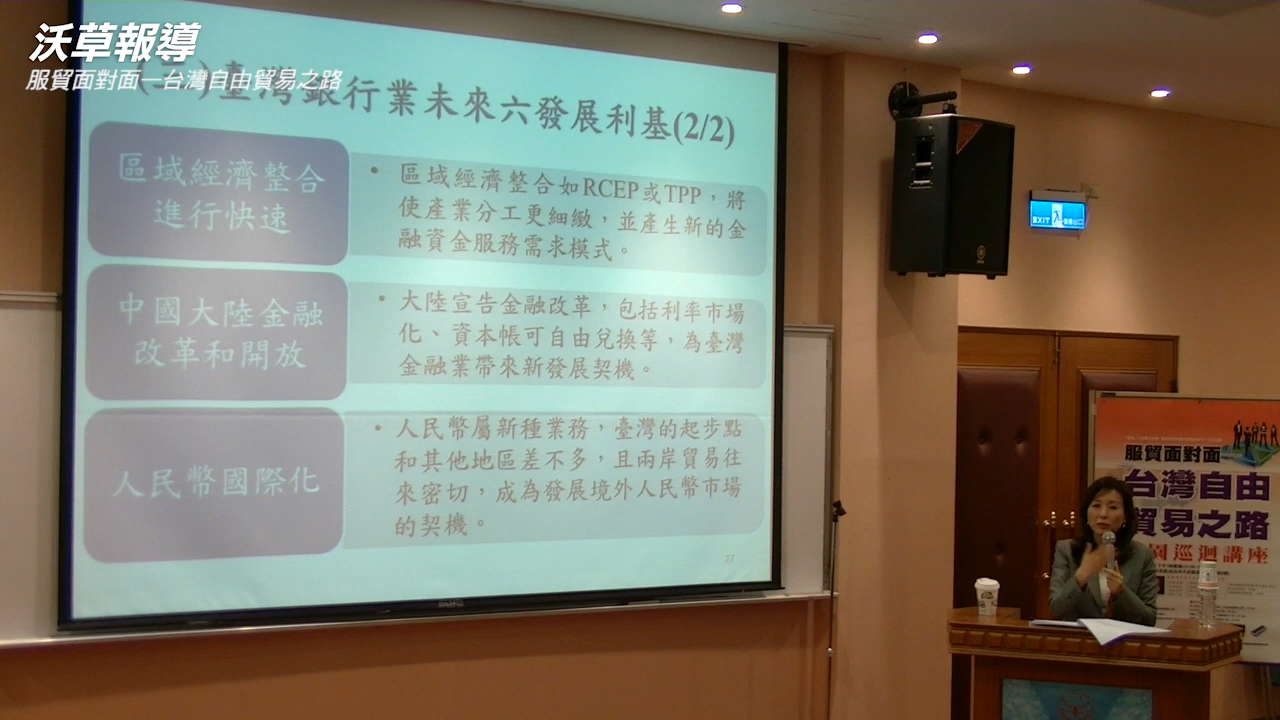 沃草報導
服貿面對面—台灣自由貿易之路
臺灣銀行業未來六發展利基(2/2)
區域經濟整合
進行快速
• 區域經濟整合如RCEP或TPP，將
使產業分工更細緻，並產生新的金
融資金服務需求模式。
中國大陸金融
改革和開放
• 大陸宣告金融改革，包括利率市場
化、資本帳可自由兌換等，為臺灣
金融業帶來新發展契機。
人民幣國際化
• 人民幣屬新種業務，臺灣的起步點
和其他地區差不多，且兩岸貿易往
來密切，成為發展境外人民幣市場
的契機。
27
EXIT
服貿面對面
台灣自由
貿易之路
園巡迴講座